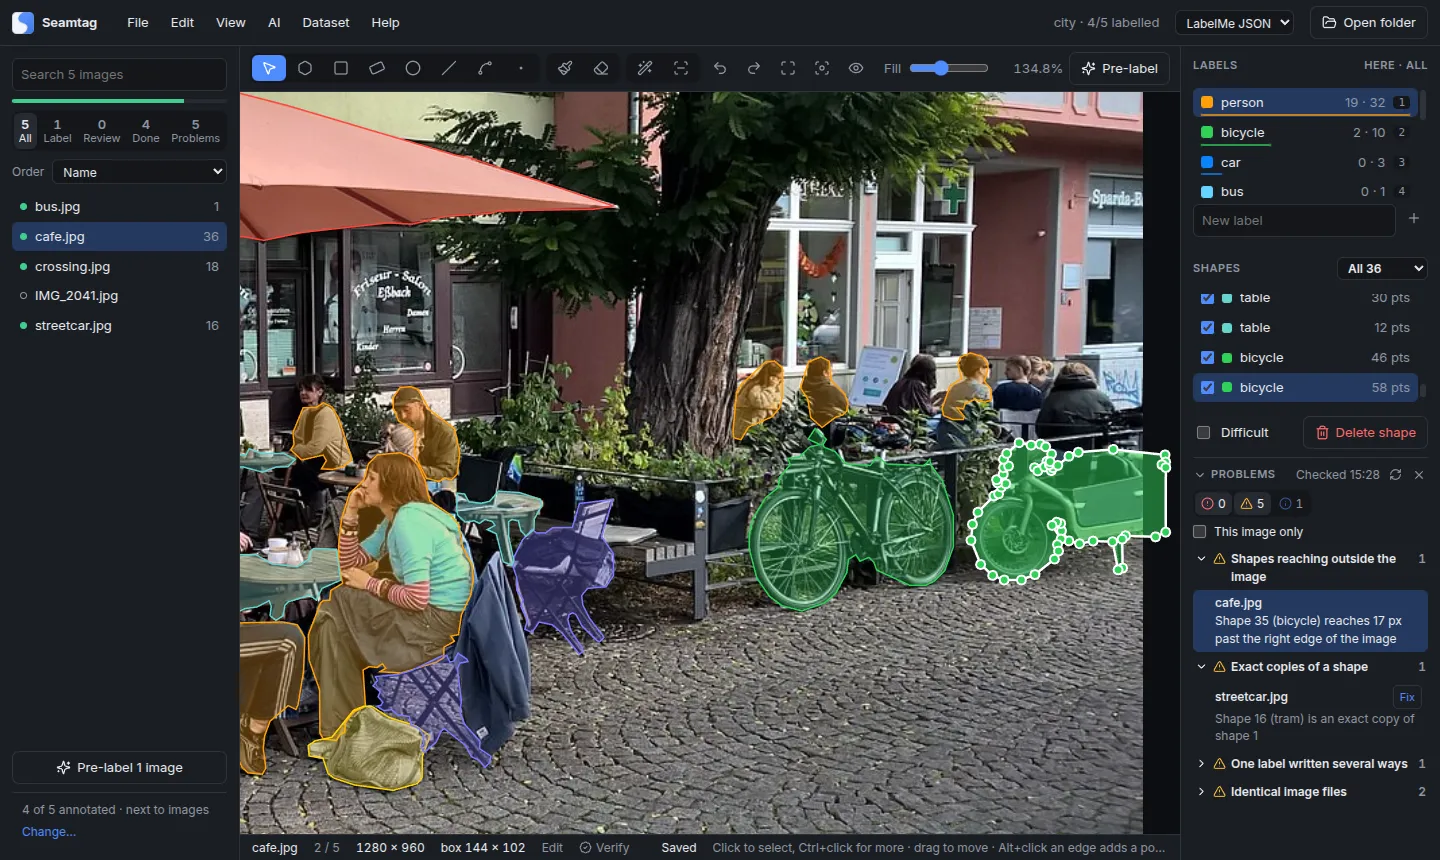 Seamtag File Edit View AI Dataset Help city · 4/5 labelled LabelMe JSON Open folder
Search 5 images
5 1 0 4 5
All Label Review Done Problems
Order Name
bus.jpg 1
cafe.jpg 36
crossing.jpg 18
IMG_2041.jpg
streetcar.jpg 16
Pre-label 1 image
4 of 5 annotated · next to images
Change...
Fill 134.8% Pre-label
Friseur - Salon
Eßbach
Damen
Herren
Kinder
Sparda-B
cafe.jpg 2 / 5 1280 × 960 box 144 × 102 Edit Verify Saved Click to select, Ctrl+click for more · drag to move · Alt+click an edge adds a po...
LABELS HERE · ALL
person 19 · 32 1
bicycle 2 · 10 2
car 0 · 3 3
bus 0 · 1 4
New label
SHAPES All 36
table 30 pts
table 12 pts
bicycle 46 pts
bicycle 58 pts
Difficult Delete shape
PROBLEMS Checked 15:28
0 5 1
This image only
Shapes reaching outside the 1
image
cafe.jpg
Shape 35 (bicycle) reaches 17 px
past the right edge of the image
Exact copies of a shape 1
streetcar.jpg Fix
Shape 16 (tram) is an exact copy of
shape 1
One label written several ways 1
Identical image files 2